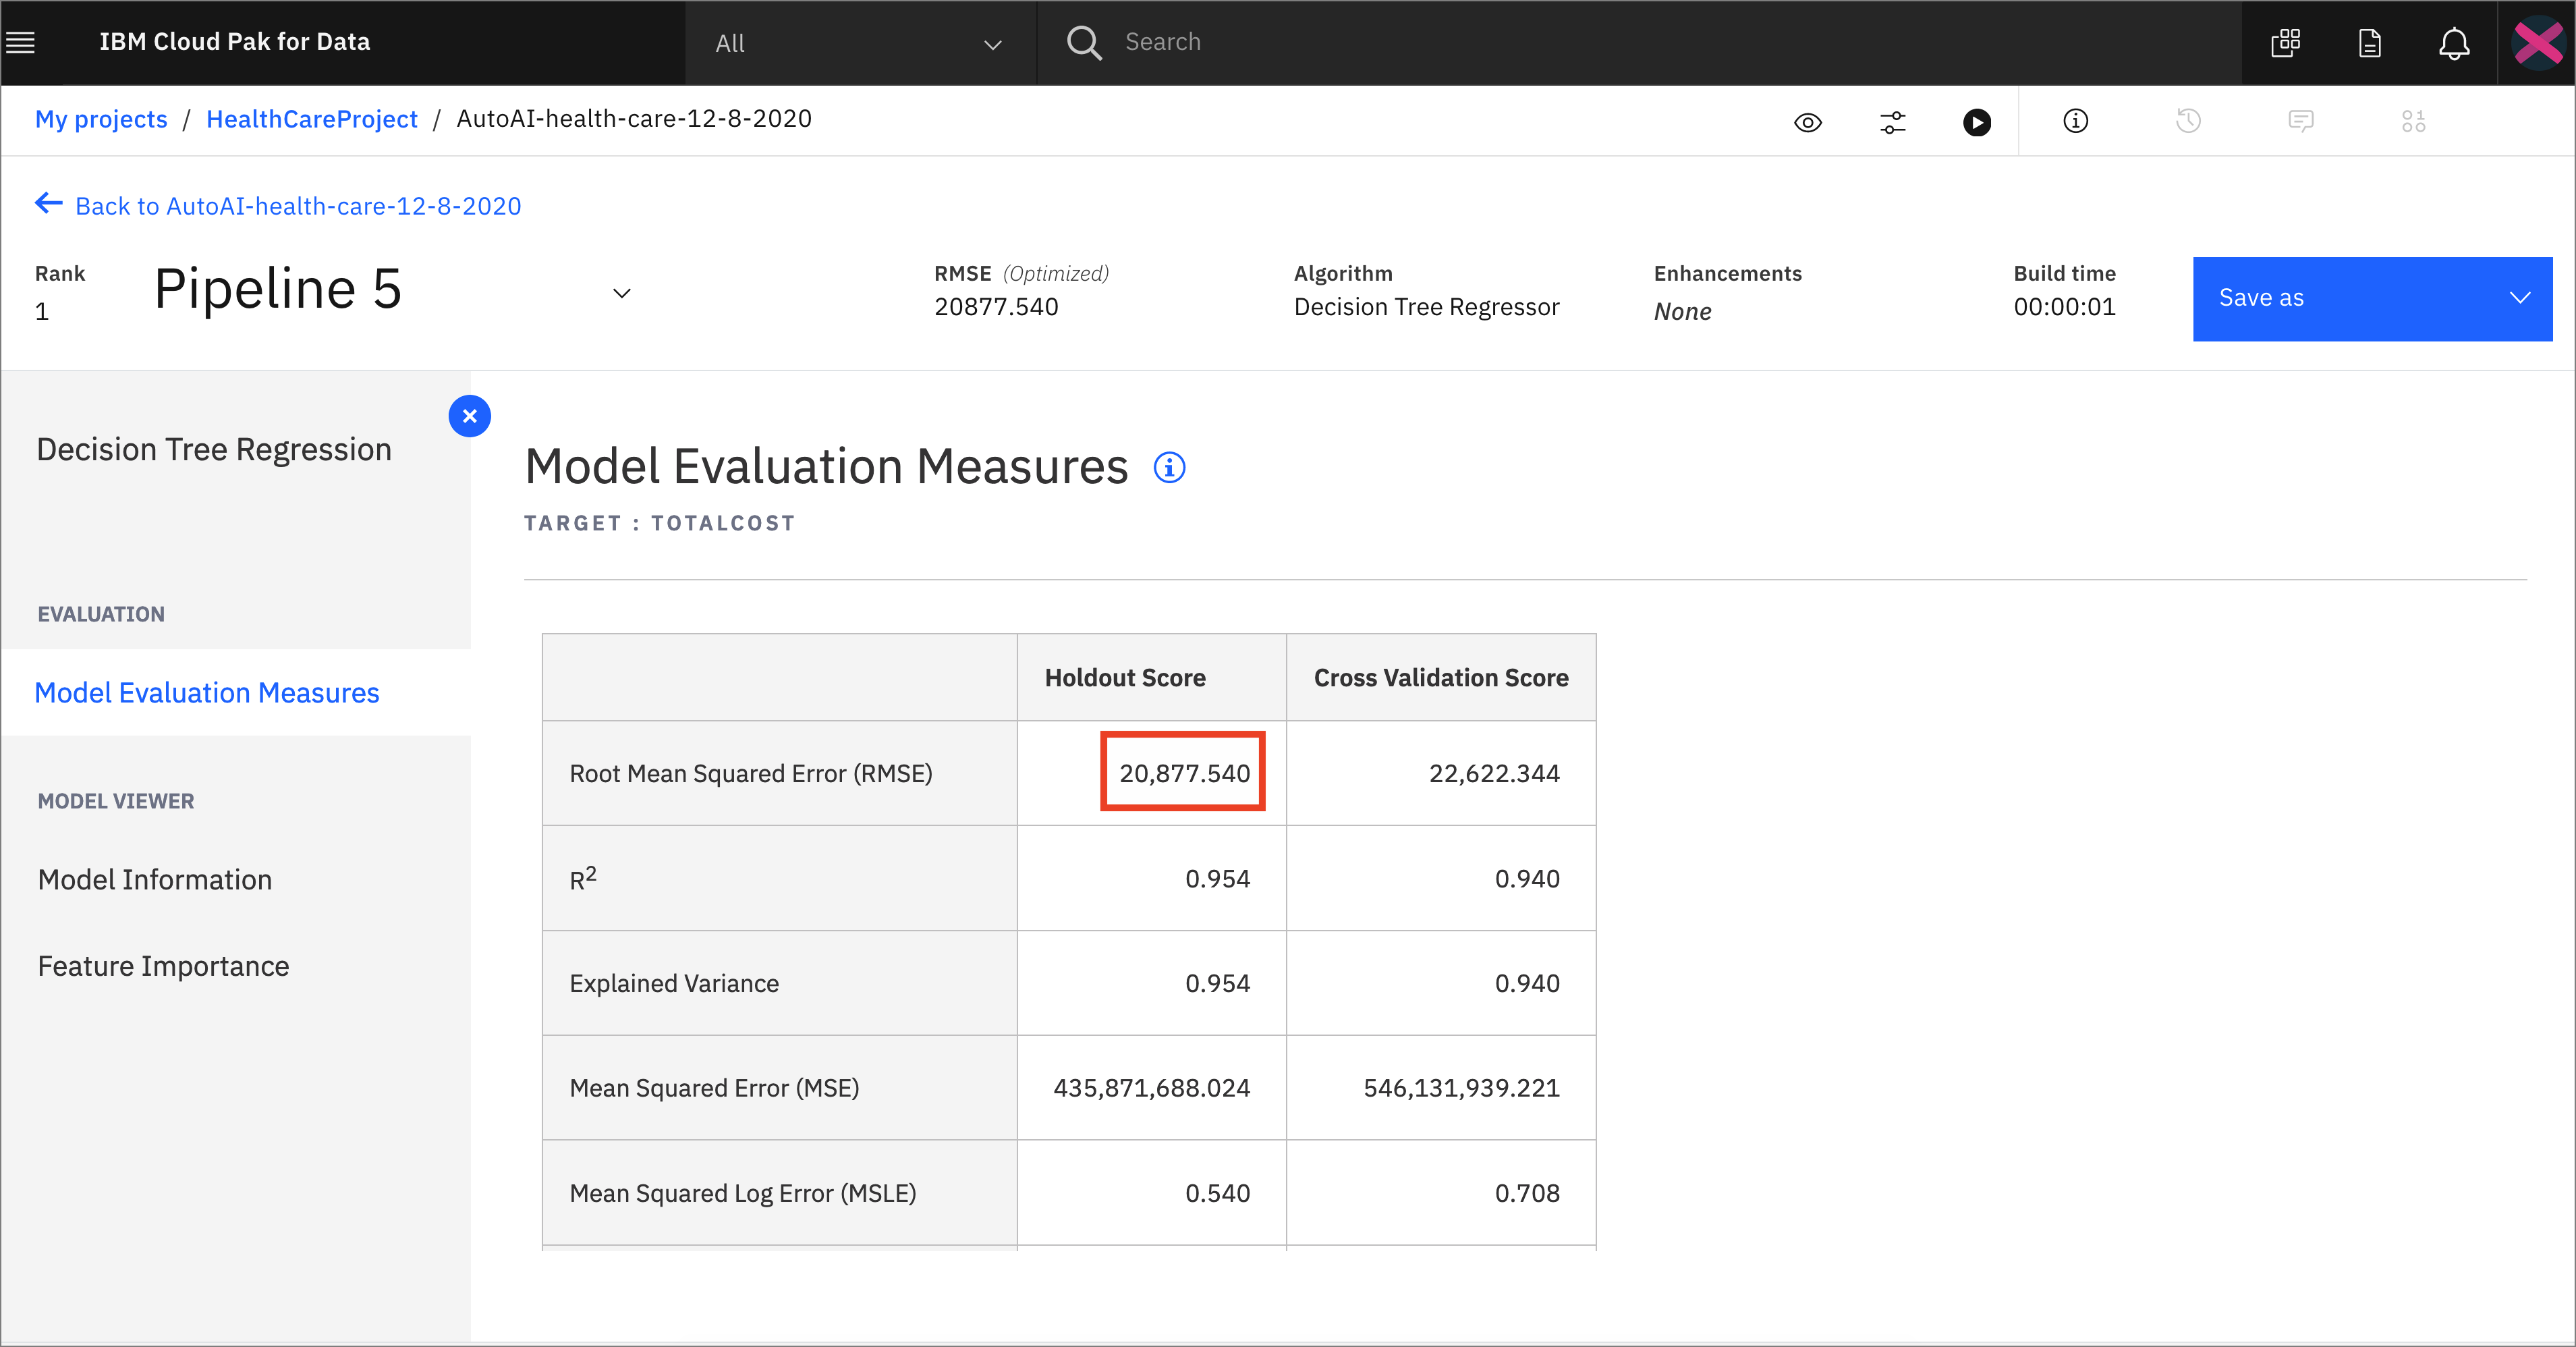 IBM Cloud Pak for Data
All
Search
My projects / HealthCareProject / AutoAI-health-care-12-8-2020
Back to AutoAI-health-care-12-8-2020
Rank
1
Pipeline 5
RMSE (Optimized)
20877.540
Algorithm
Decision Tree Regressor
Enhancements
None
Build time
00:00:01
Save as
Decision Tree Regression
EVALUATION
Model Evaluation Measures
MODEL VIEWER
Model Information
Feature Importance
Model Evaluation Measures
TARGET : TOTALCOST
Holdout Score Cross Validation Score
Root Mean Squared Error (RMSE) 20,877.540 22,622.344
R² 0.954 0.940
Explained Variance 0.954 0.940
Mean Squared Error (MSE) 435,871,688.024 546,131,939.221
Mean Squared Log Error (MSLE) 0.540 0.708